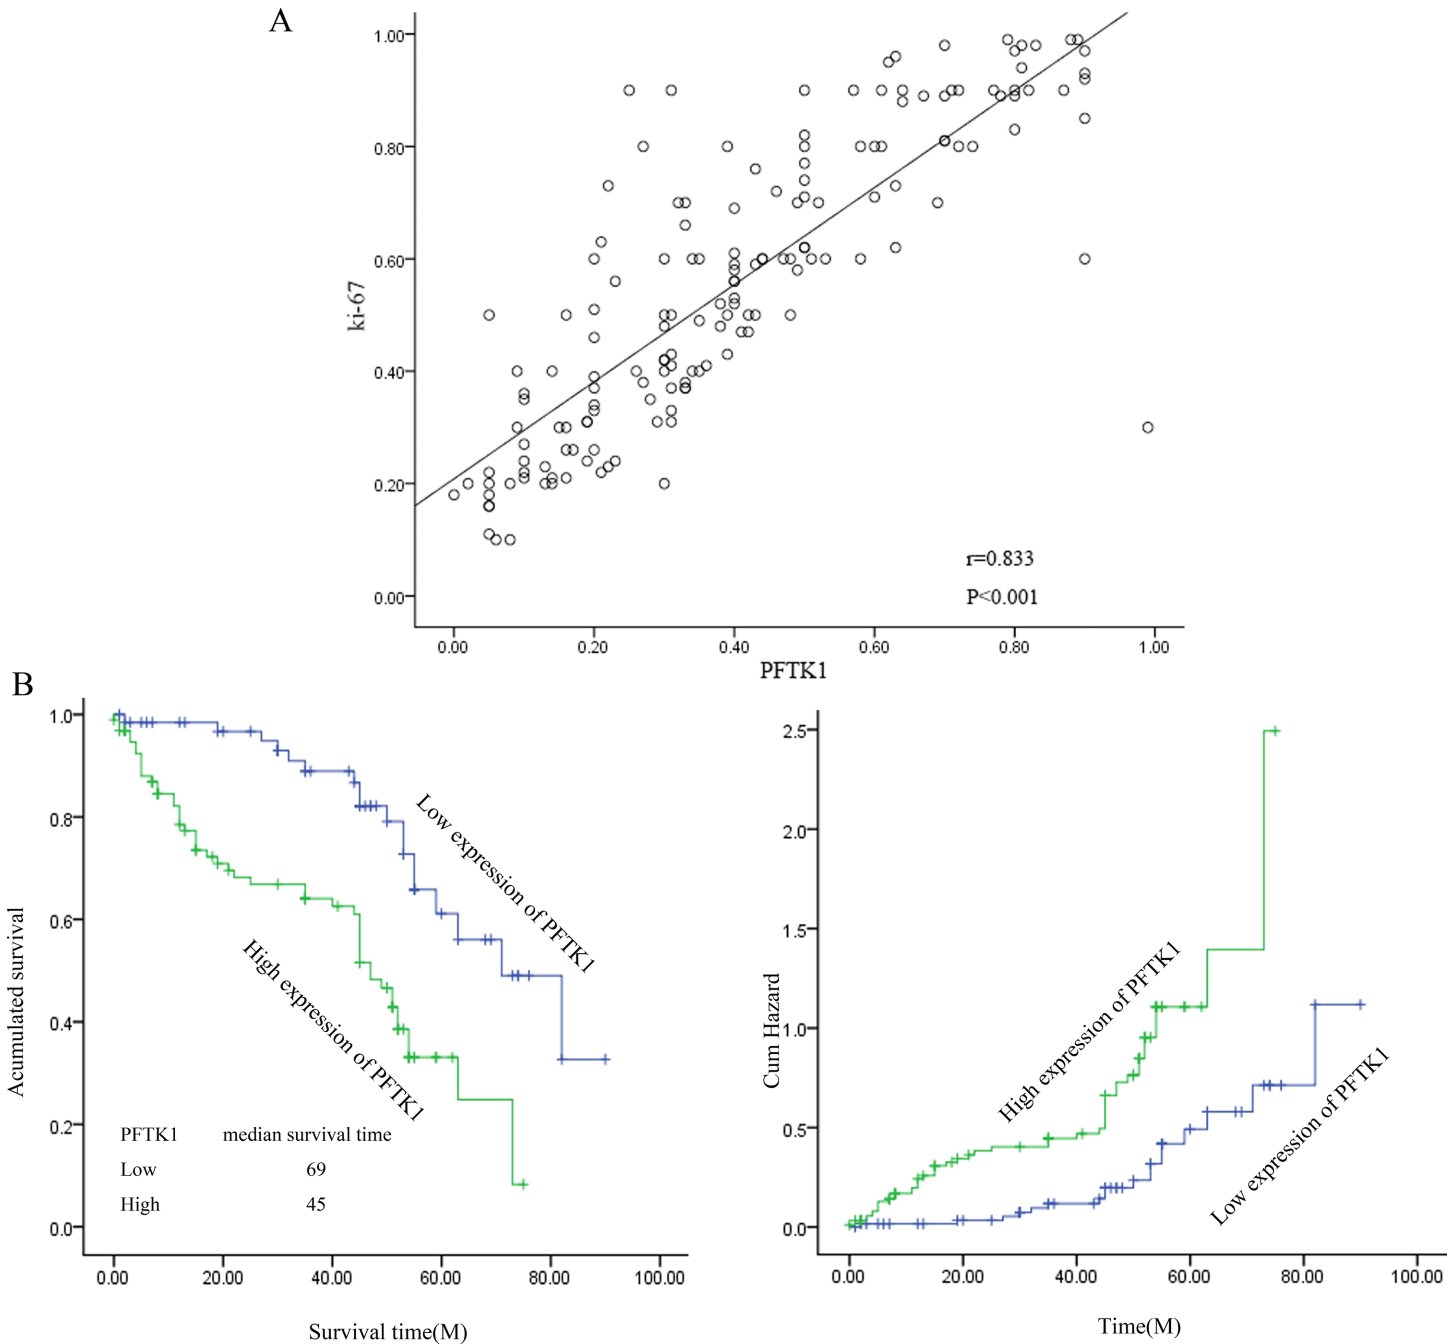 A
1.00
0.80
0.60
0.40
0.20
0.00
ki-67
r=0.833
P<0.001
0.00 0.20 0.40 0.60 0.80 1.00
PFTK1
B
1.0
0.8
0.6
0.4
0.2
0.0
Acumulated survival
Low expression of PFTK1
High expression of PFTK1
PFTK1 median survival time
Low 69
High 45
0.00 20.00 40.00 60.00 80.00 100.00
Survival time(M)
2.5
2.0
1.5
1.0
0.5
0.0
Cum Hazard
High expression of PFTK1
Low expression of PFTK1
0.00 20.00 40.00 60.00 80.00 100.00
Time(M)